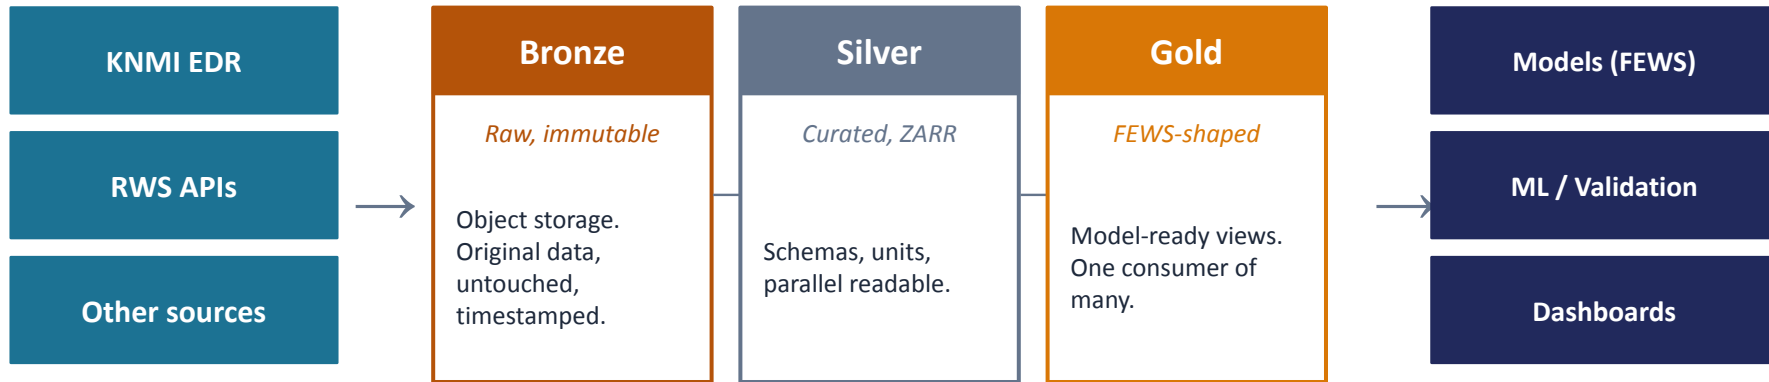 KNMI EDR
RWS APIs
Other sources
Bronze
Raw, immutable
Object storage.
Original data,
untouched,
timestamped.
Silver
Curated, ZARR
Schemas, units,
parallel readable.
Gold
FEWS-shaped
Model-ready views.
One consumer of
many.
Models (FEWS)
ML / Validation
Dashboards